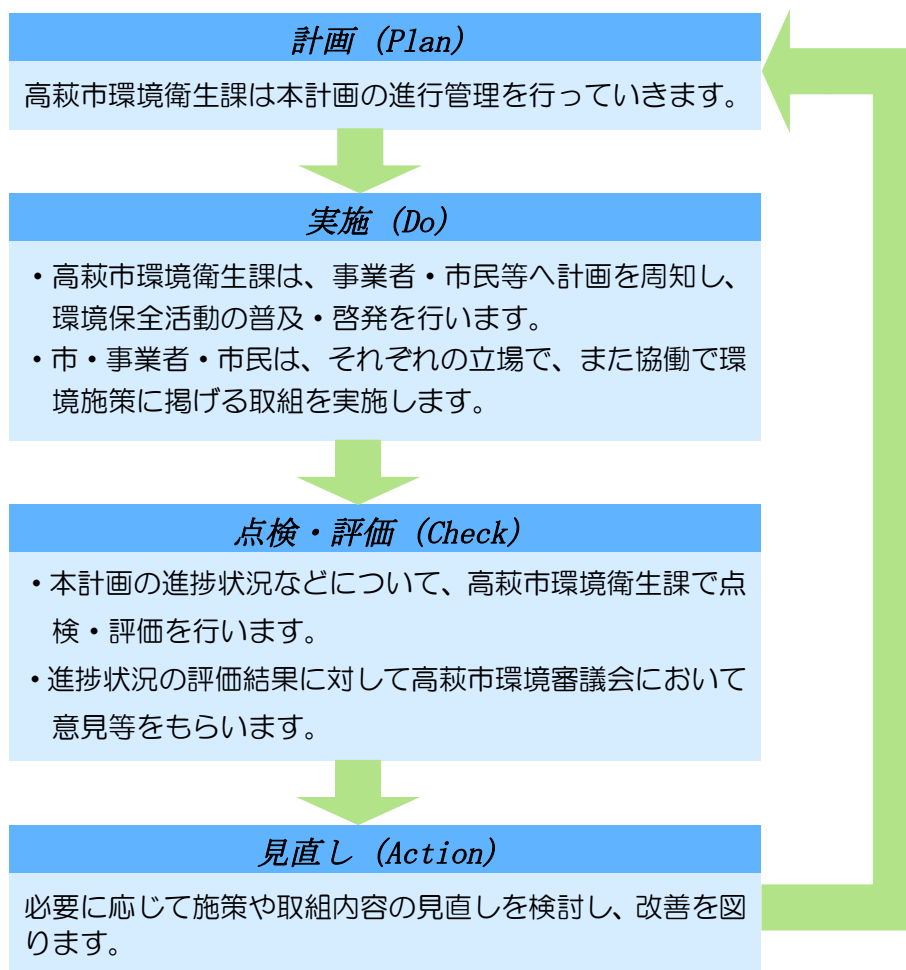 計画 (Plan)
高萩市環境衛生課は本計画の進行管理を行っていきます。
実施 (Do)
・高萩市環境衛生課は、事業者・市民等へ計画を周知し、
環境保全活動の普及・啓発を行います。
・市・事業者・市民は、それぞれの立場で、また協働で環
境施策に掲げる取組を実施します。
点検・評価 (Check)
・本計画の進捗状況などについて、高萩市環境衛生課で点
検・評価を行います。
・進捗状況の評価結果に対して高萩市環境審議会において
意見等をもらいます。
見直し (Action)
必要に応じて施策や取組内容の見直しを検討し、改善を図
ります。